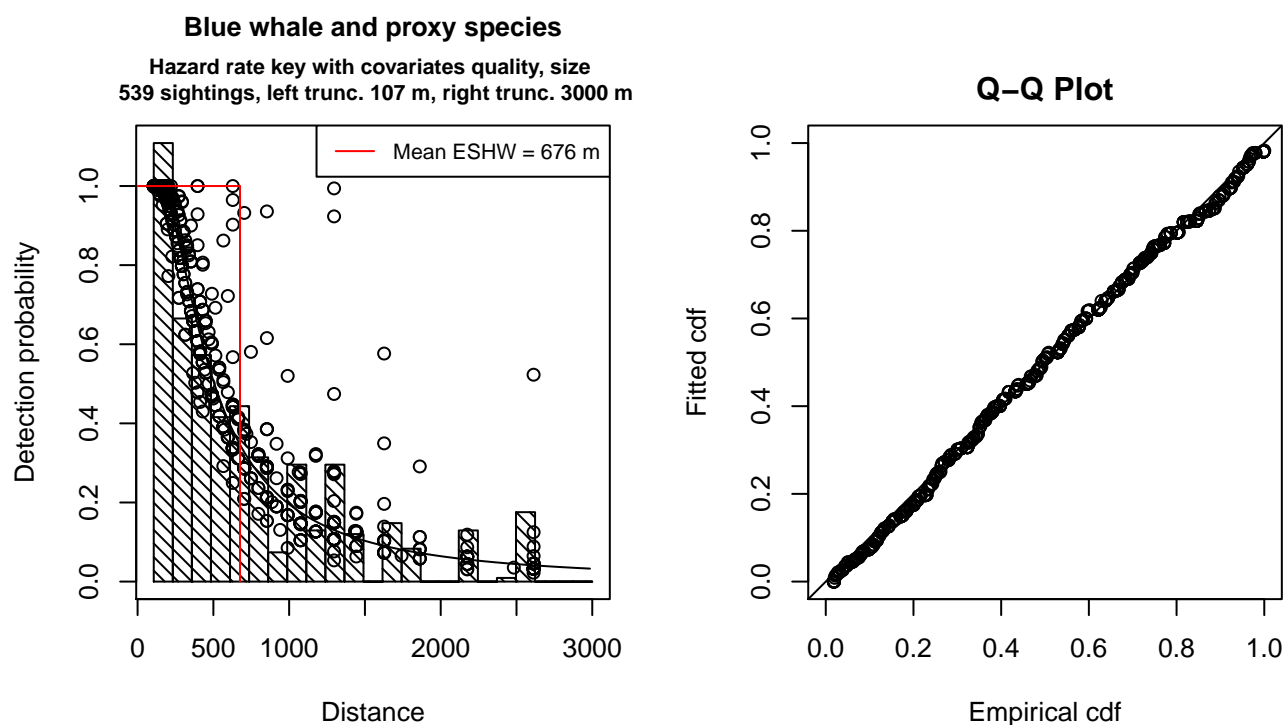 Blue whale and proxy species
Hazard rate key with covariates quality, size
539 sightings, left trunc. 107 m, right trunc. 3000 m
Mean ESHW = 676 m
Detection probability
1.0
0.8
0.6
0.4
0.2
0.0
0 500 1000 2000 3000
Distance
Q−Q Plot
Fitted cdf
1.0
0.8
0.6
0.4
0.2
0.0
0.0 0.2 0.4 0.6 0.8 1.0
Empirical cdf